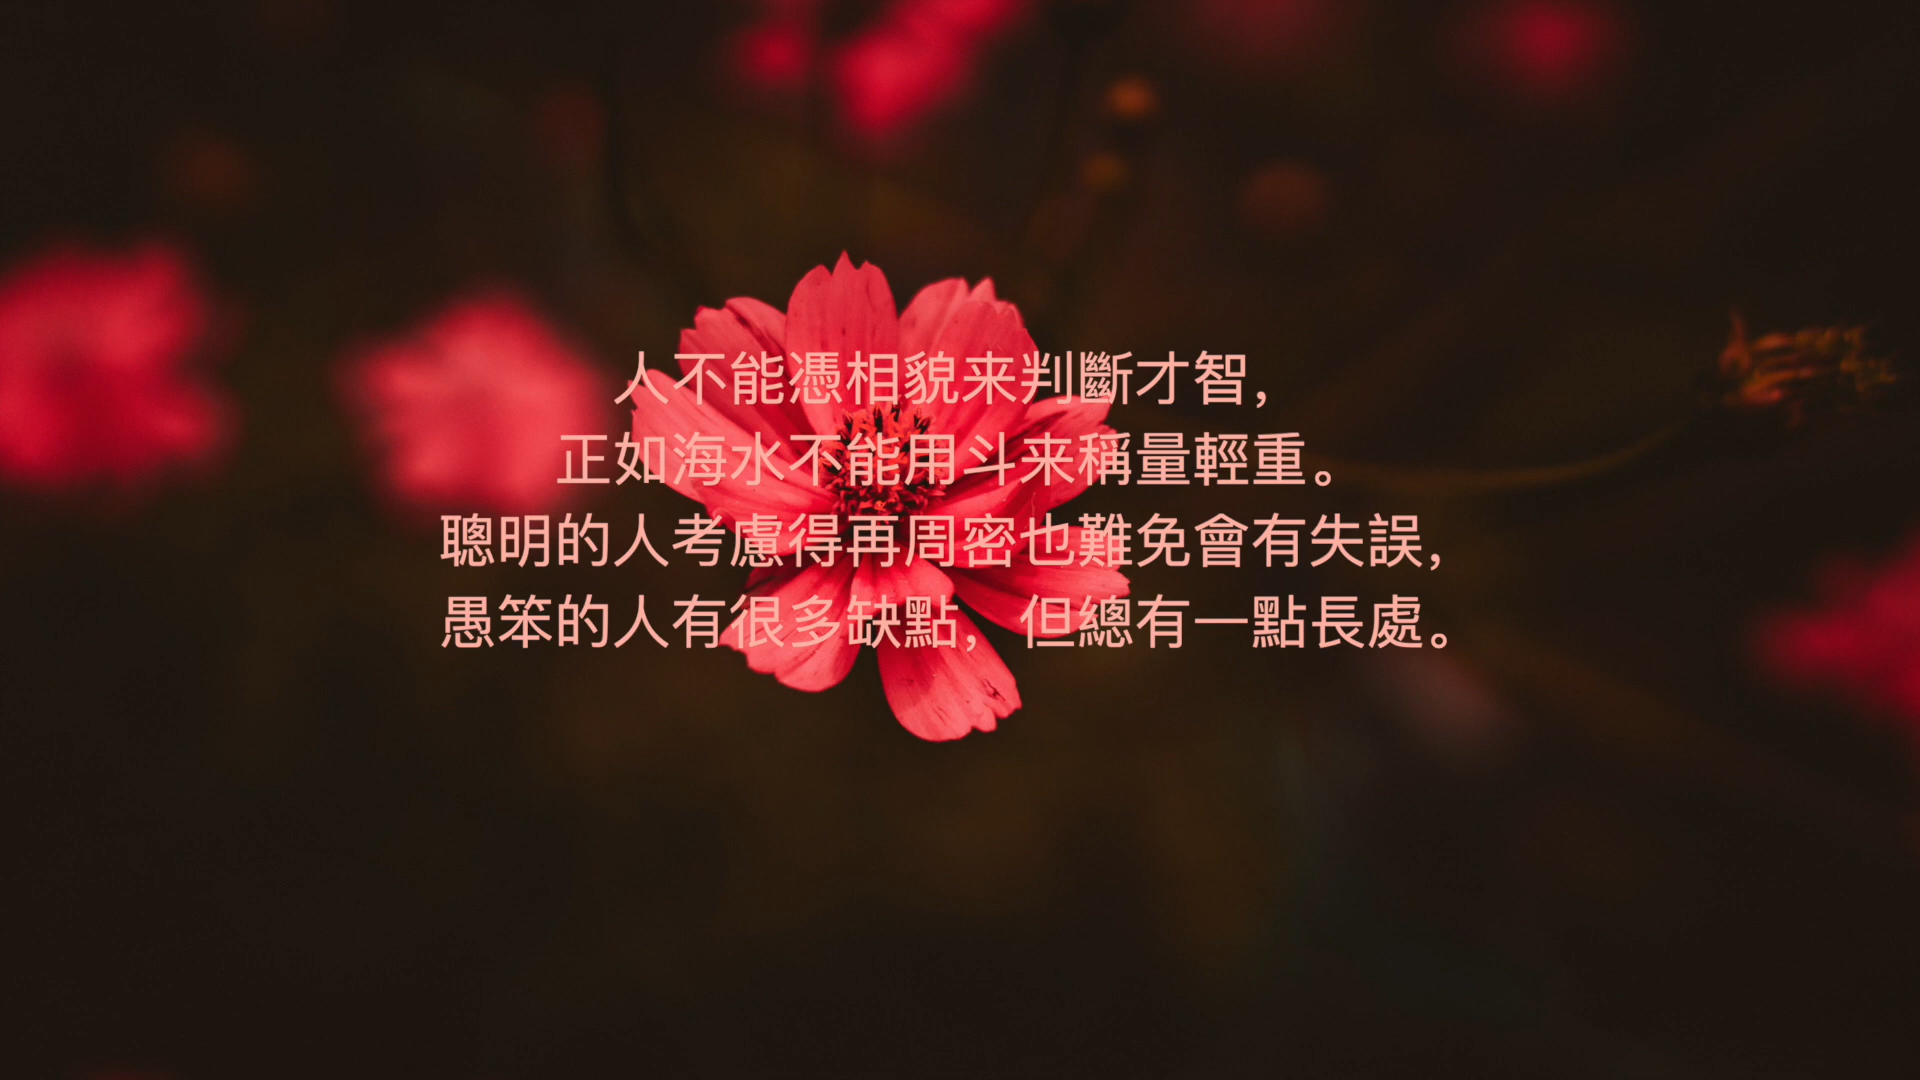 人不能憑相貌来判斷才智，
正如海水不能用斗来稱量輕重。
聰明的人考慮得再周密也難免會有失誤，
愚笨的人有很多缺點，但總有一點長處。